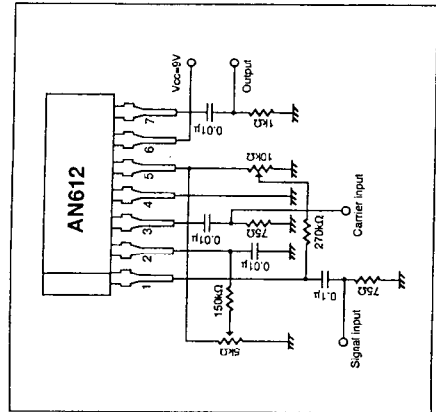 AN612
1
2
3
4
5
6
7
Vcc=9V
Output
0.01μ
1kΩ
10kΩ
0.01μ
75Ω
Carrier input
270kΩ
0.01μ
150kΩ
5kΩ
0.1μ
75Ω
Signal input